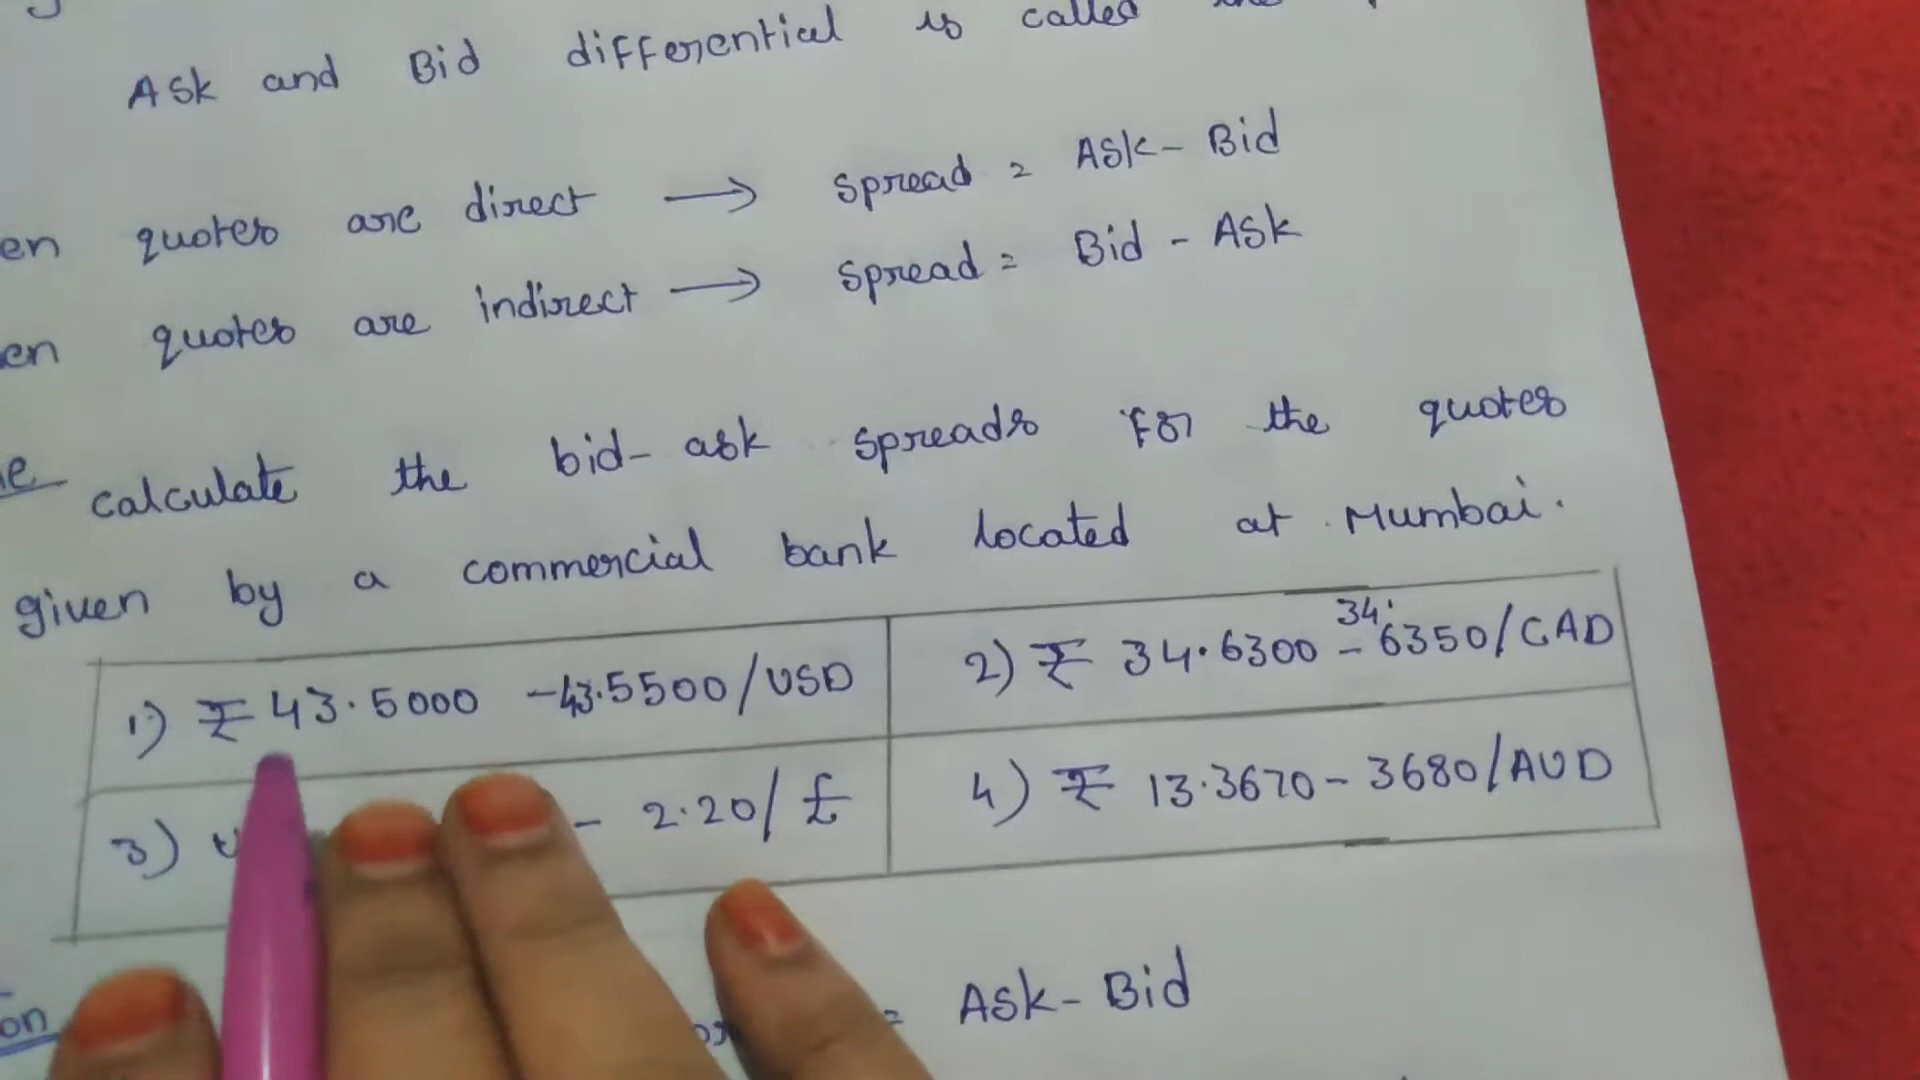 Ask and Bid differential is called the
en quotes are direct → spread = Ask - Bid
en quotes are indirect → spread = Bid - Ask
calculate the bid-ask spreads for the quotes
given by a commercial bank located at Mumbai.
1) ₹ 43.5000 - 43.5500/USD
2) ₹ 34.6300 - 34.6350/CAD
3) - 2.20/£
4) ₹ 13.3670 - 3680/AUD
on = Ask - Bid